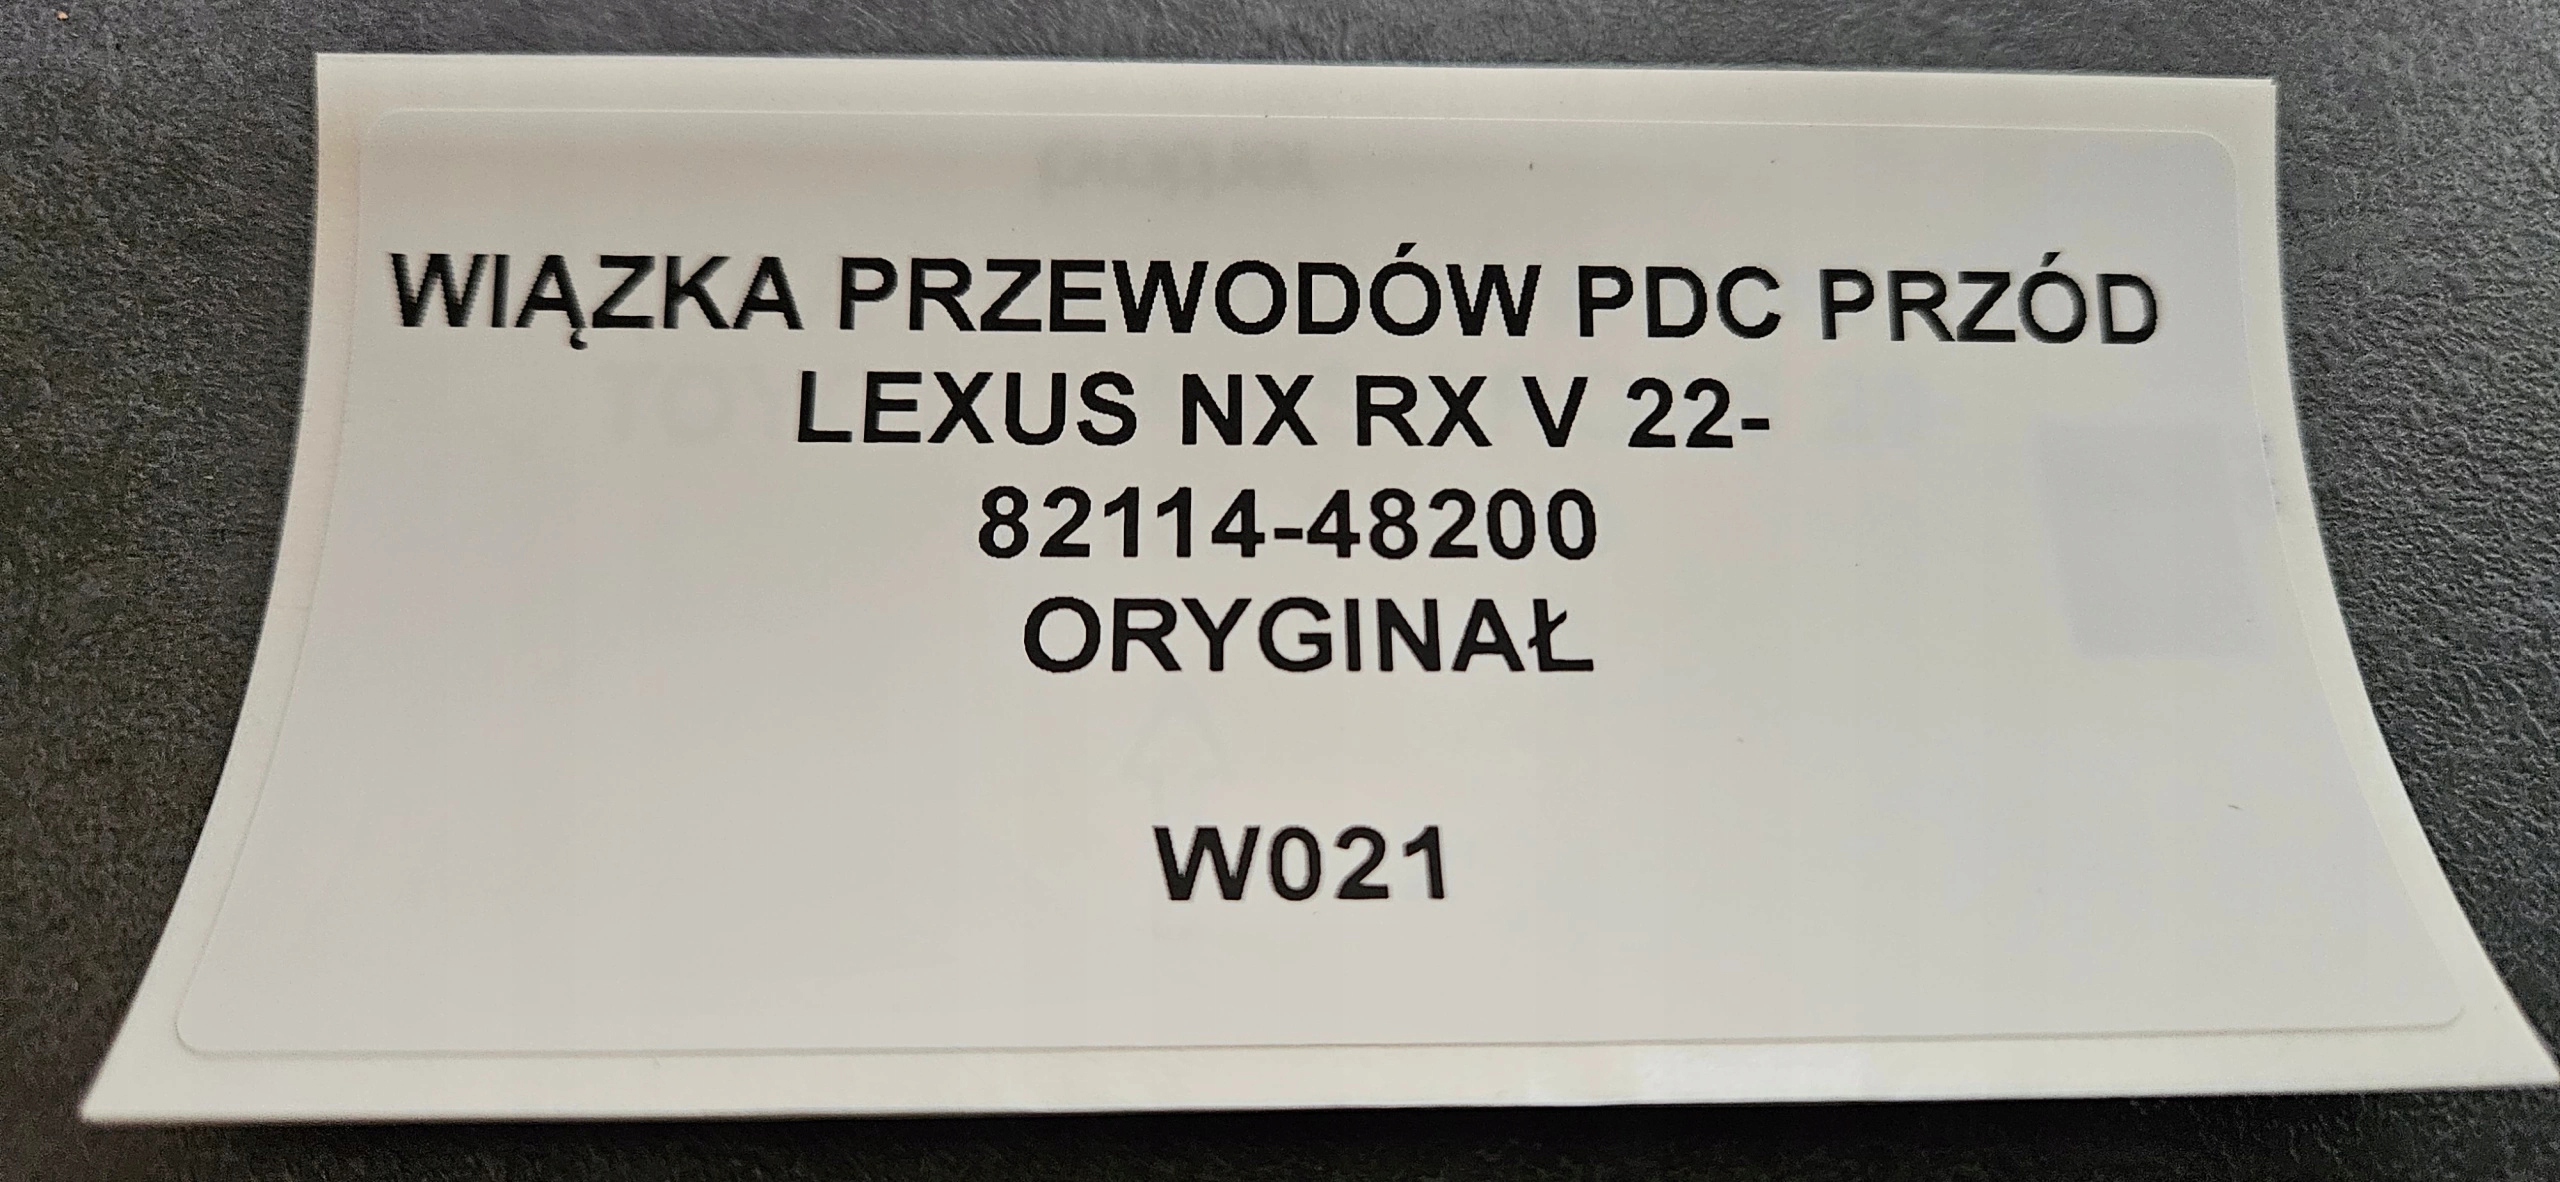 WIĄZKA PRZEWODÓW PDC PRZÓD
LEXUS NX RX V 22-
82114-48200
ORYGINAŁ
W021